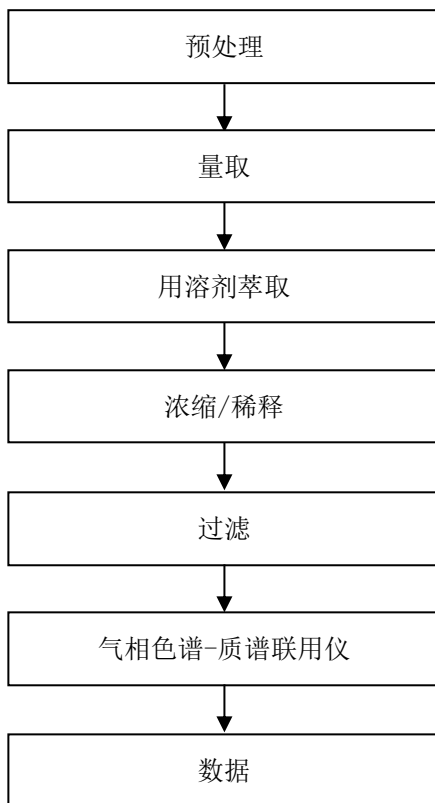 预处理
量取
用溶剂萃取
浓缩/稀释
过滤
气相色谱-质谱联用仪
数据